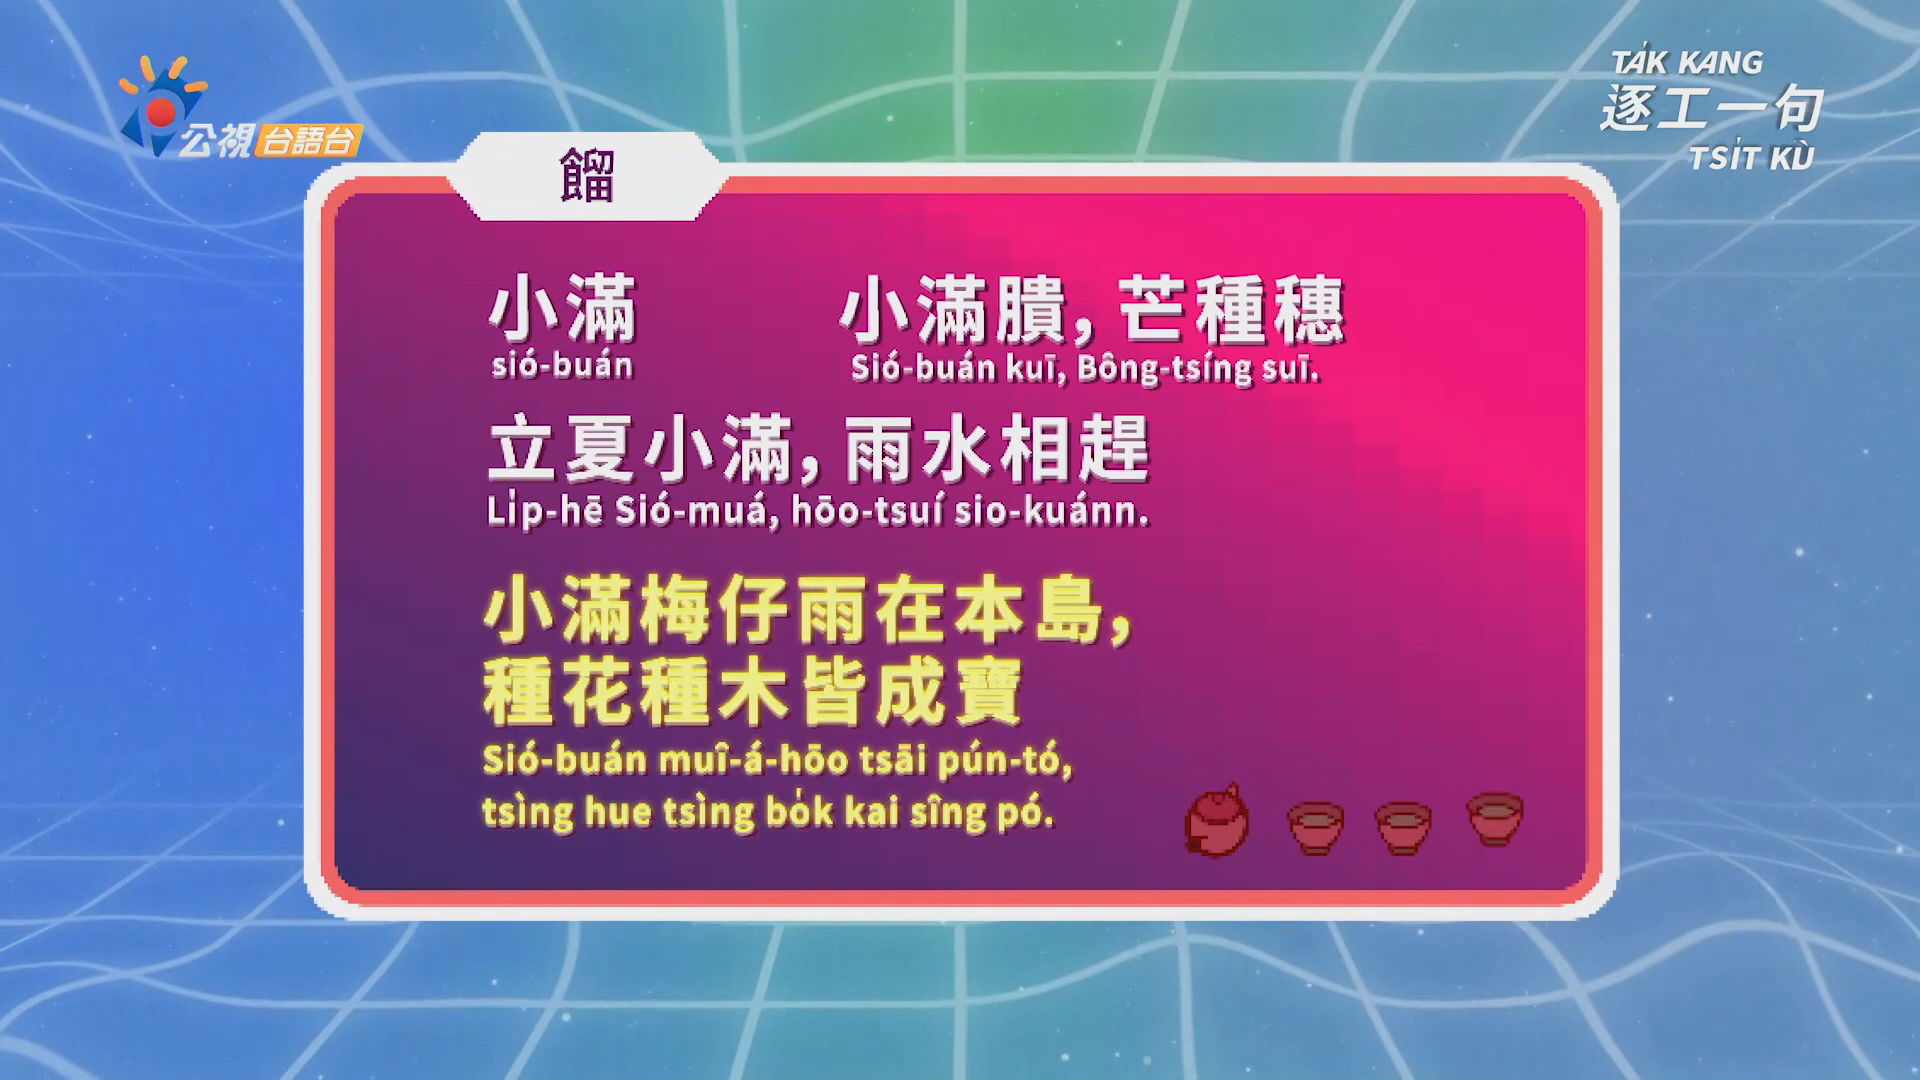 公視台語台
TA̍K KANG
逐工一句
TSI̍T KÙ
餾
小滿
sió-buán
小滿膭,芒種穗
Sió-buán kuī, Bông-tsíng suī.
立夏小滿,雨水相趕
Li̍p-hē Sió-muá, hōo-tsuí sio-kuánn.
小滿梅仔雨在本島,
種花種木皆成寶
Sió-buán muî-á-hōo tsāi pún-tó,
tsìng hue tsìng bo̍k kai sîng pó.